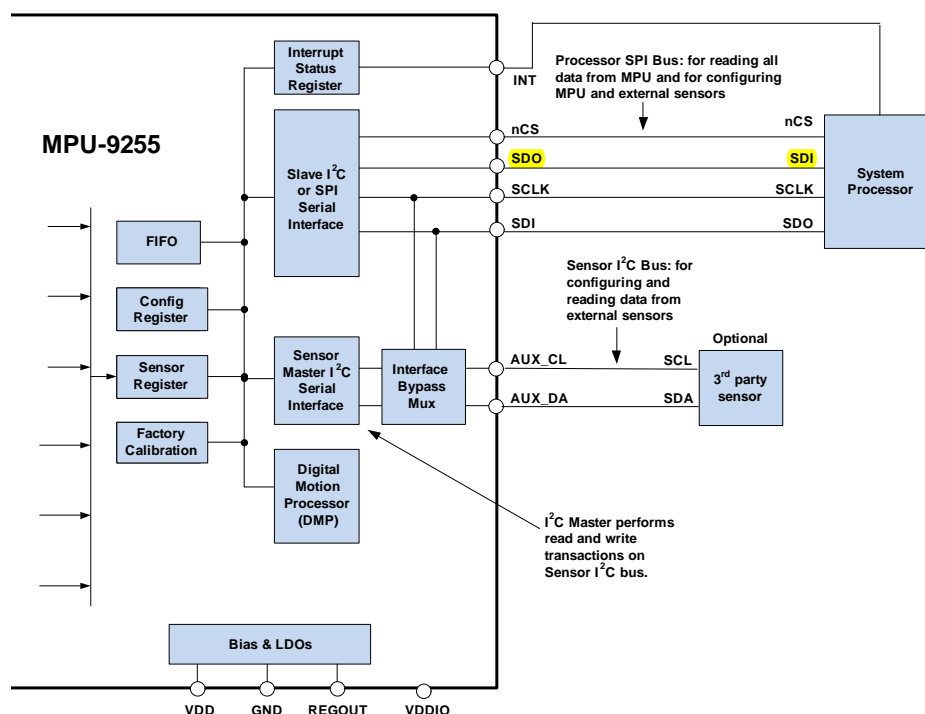 Interrupt
Status
Register
INT
Processor SPI Bus: for reading all
data from MPU and for configuring
MPU and external sensors
MPU-9255
Slave I²C
or SPI
Serial
Interface
nCS
nCS
SDO
SDI
SCLK
SCLK
SDI
SDO
System
Processor
FIFO
Config
Register
Sensor
Register
Factory
Calibration
Sensor
Master I²C
Serial
Interface
Interface
Bypass
Mux
Digital
Motion
Processor
(DMP)
Sensor I²C Bus: for
configuring and
reading data from
external sensors
AUX_CL
SCL
AUX_DA
SDA
Optional
3rd party
sensor
I²C Master performs
read and write
transactions on
Sensor I²C bus.
Bias & LDOs
VDD
GND
REGOUT
VDDIO